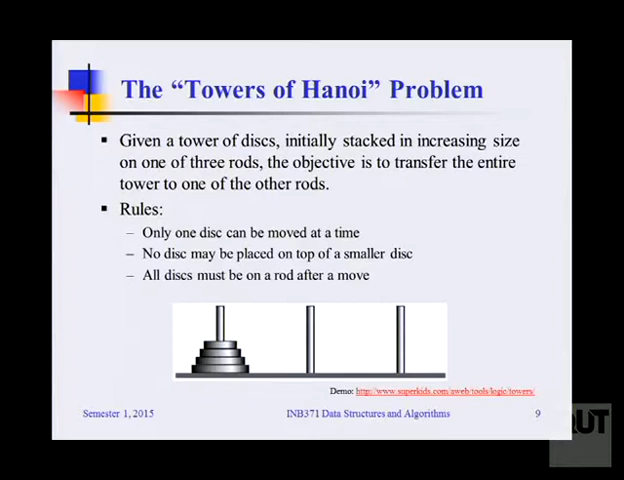 The “Towers of Hanoi” Problem
Given a tower of discs, initially stacked in increasing size
on one of three rods, the objective is to transfer the entire
tower to one of the other rods.
Rules:
– Only one disc can be moved at a time
– No disc may be placed on top of a smaller disc
– All discs must be on a rod after a move
Demo: http://www.superkids.com/aweb/tools/logic/towers/
Semester 1, 2015
INB371 Data Structures and Algorithms
9
QUT